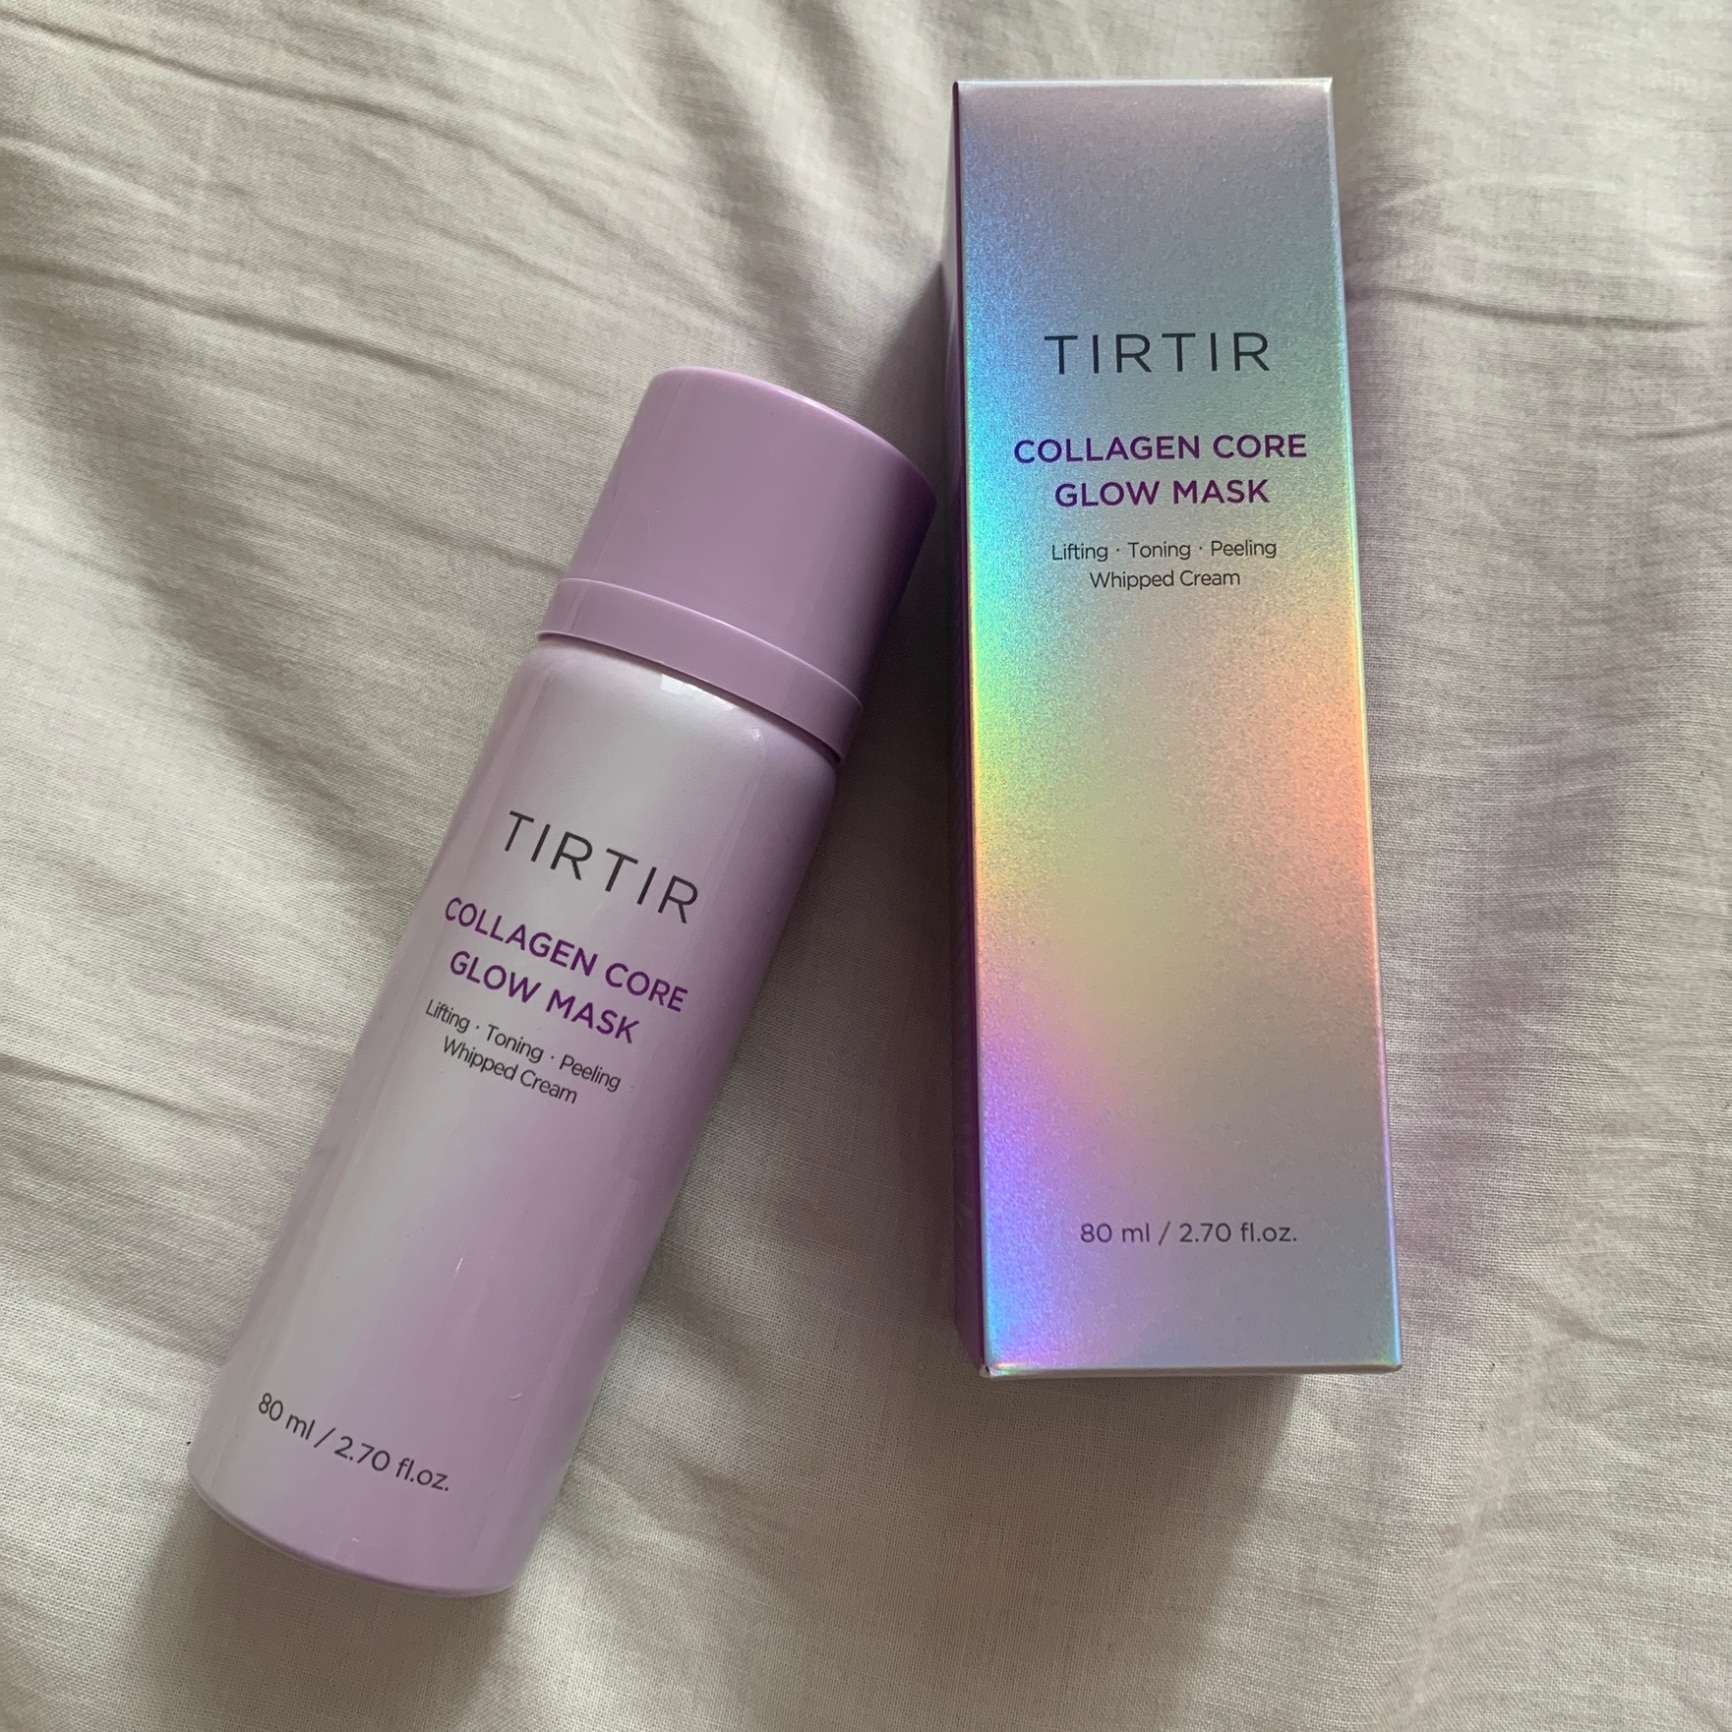 TIRTIR
COLLAGEN CORE
GLOW MASK
Lifting · Toning · Peeling
Whipped Cream
80 ml / 2.70 fl.oz.
TIRTIR
COLLAGEN CORE
GLOW MASK
Lifting · Toning · Peeling
Whipped Cream
80 ml / 2.70 fl.oz.